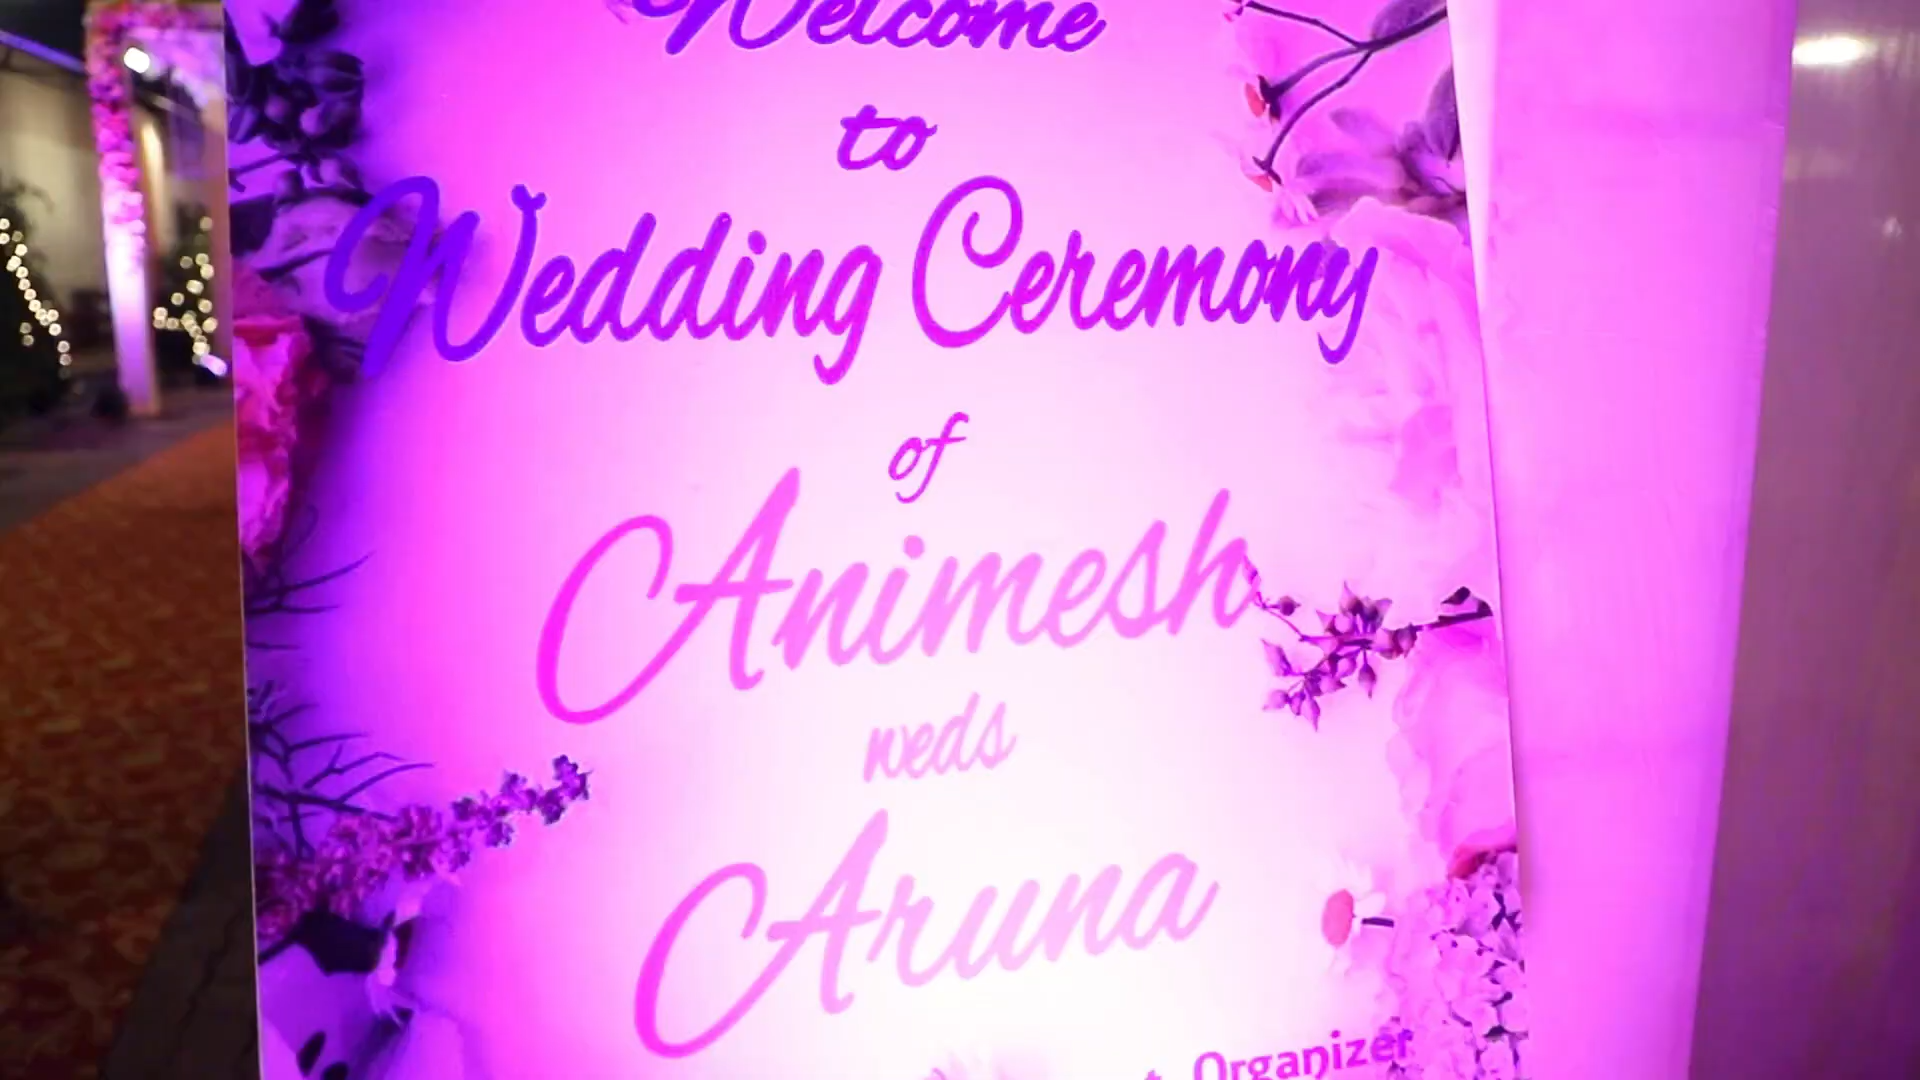 Welcome
to
Wedding Ceremony
of
Animesh
weds
Aruna
Organizer